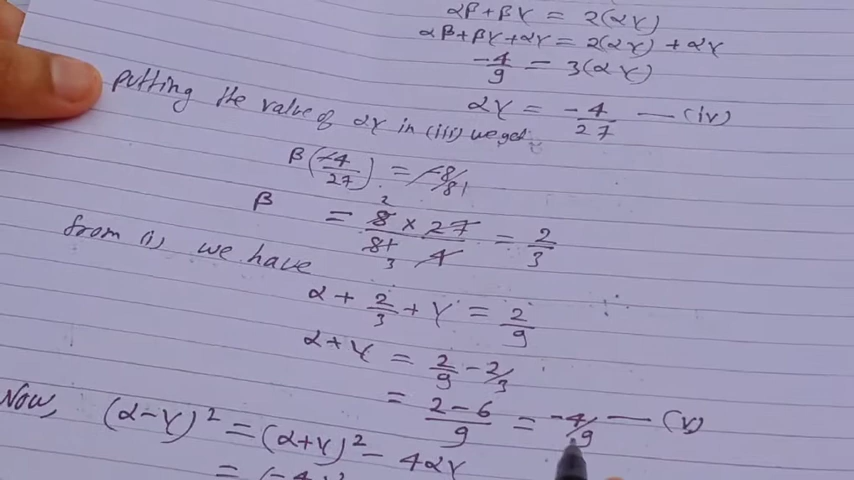 αβ + βγ = 2(αγ)
αβ + βγ + αγ = 2(αγ) + αγ
-4/9 = 3(αγ)
αγ = -4/27 — (iv)
putting the value of αγ in (iii) we get
β(-4/27) = -8/81
β = 8 × 27 / 81 4 = 2/3
2
3
from (i) we have
α + 2/3 + γ = 2/9
α + γ = 2/9 - 2/3
= 2 - 6 / 9 = -4/9 — (v)
Now, (α - γ)² = (α + γ)² - 4αγ